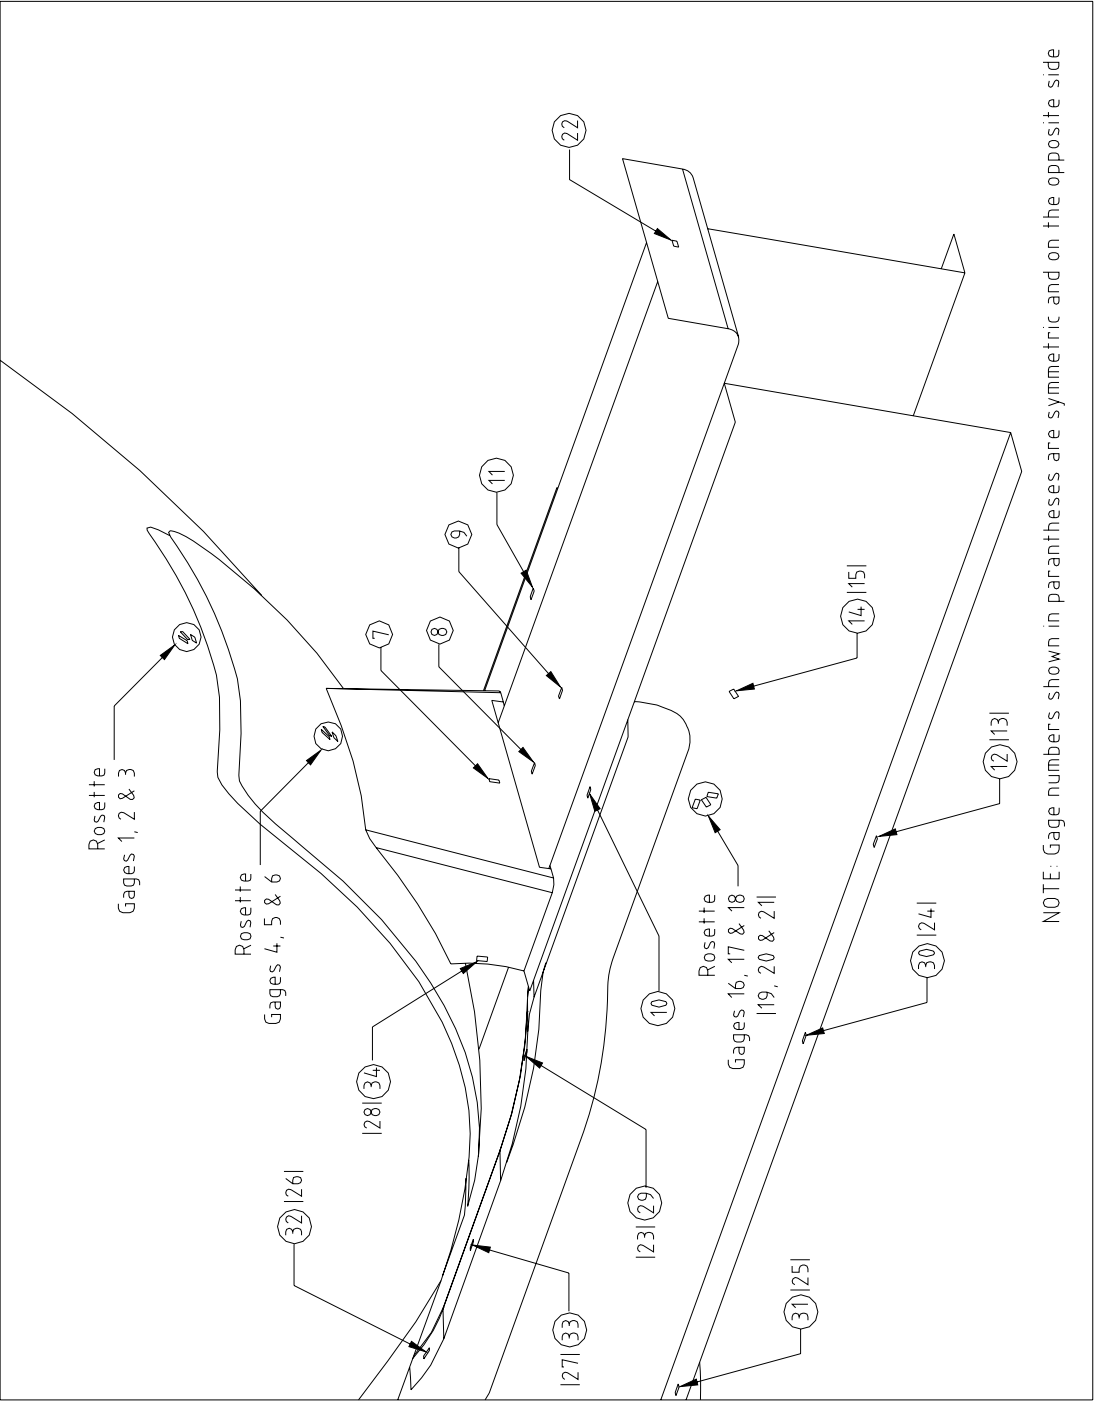 Rosette
Gages 1, 2 & 3
Rosette
Gages 4, 5 & 6
32 |26|
|28| 34
7
8
9
11
22
|27| 33
|23| 29
10
Rosette
Gages 16, 17 & 18
|19, 20 & 21|
14 |15|
31 |25|
30 |24|
12 |13|
NOTE: Gage numbers shown in parantheses are symmetric and on the opposite side